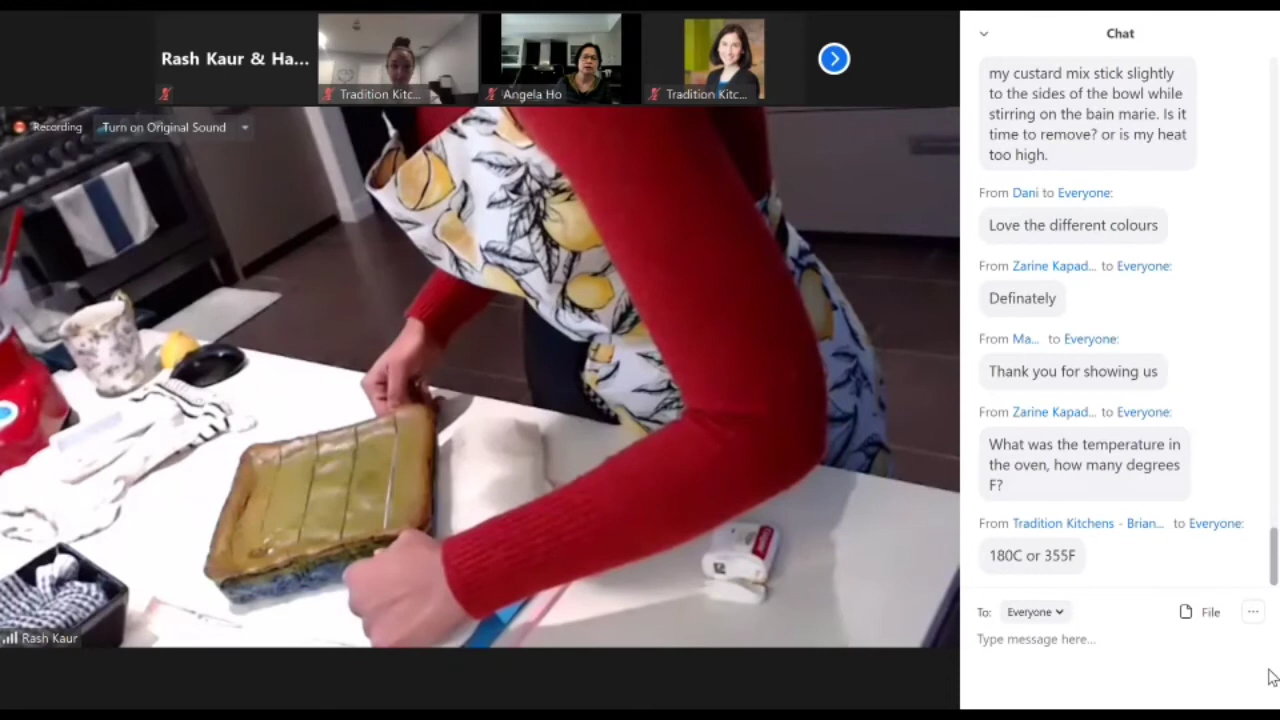 Rash Kaur & Ha...
Tradition Kitc...
Angela Ho
Tradition Kitc...
Recording
Turn on Original Sound
Rash Kaur
Chat
my custard mix stick slightly
to the sides of the bowl while
stirring on the bain marie. Is it
time to remove? or is my heat
too high.
From Dani to Everyone:
Love the different colours
From Zarine Kapad... to Everyone:
Definately
From Ma... to Everyone:
Thank you for showing us
From Zarine Kapad... to Everyone:
What was the temperature in
the oven, how many degrees
F?
From Tradition Kitchens - Brian... to Everyone:
180C or 355F
To: Everyone
File
Type message here...